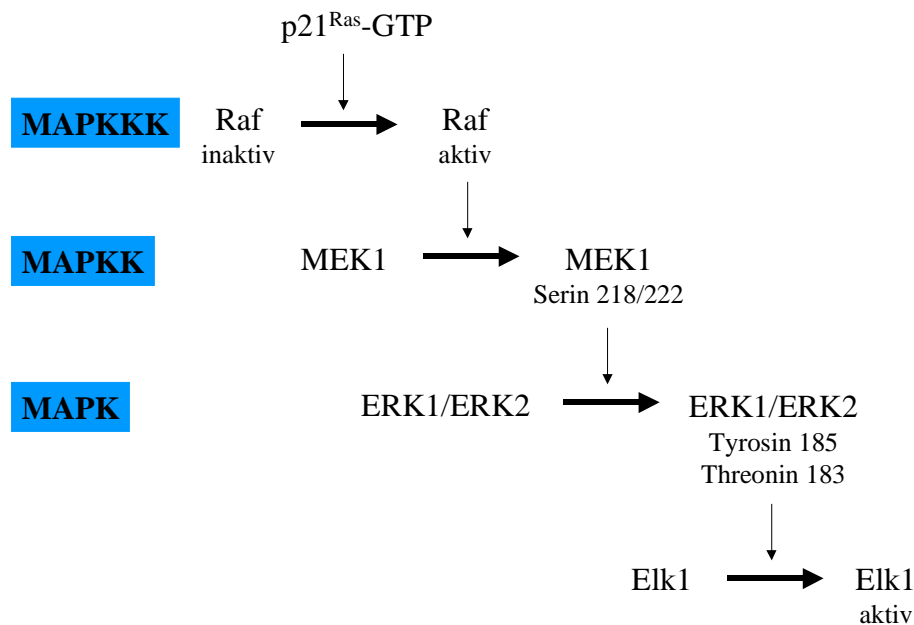 p21Ras-GTP
MAPKKK Raf Raf
inaktiv aktiv
MAPKK MEK1 MEK1
Serin 218/222
MAPK ERK1/ERK2 ERK1/ERK2
Tyrosin 185
Threonin 183
Elk1 Elk1
aktiv